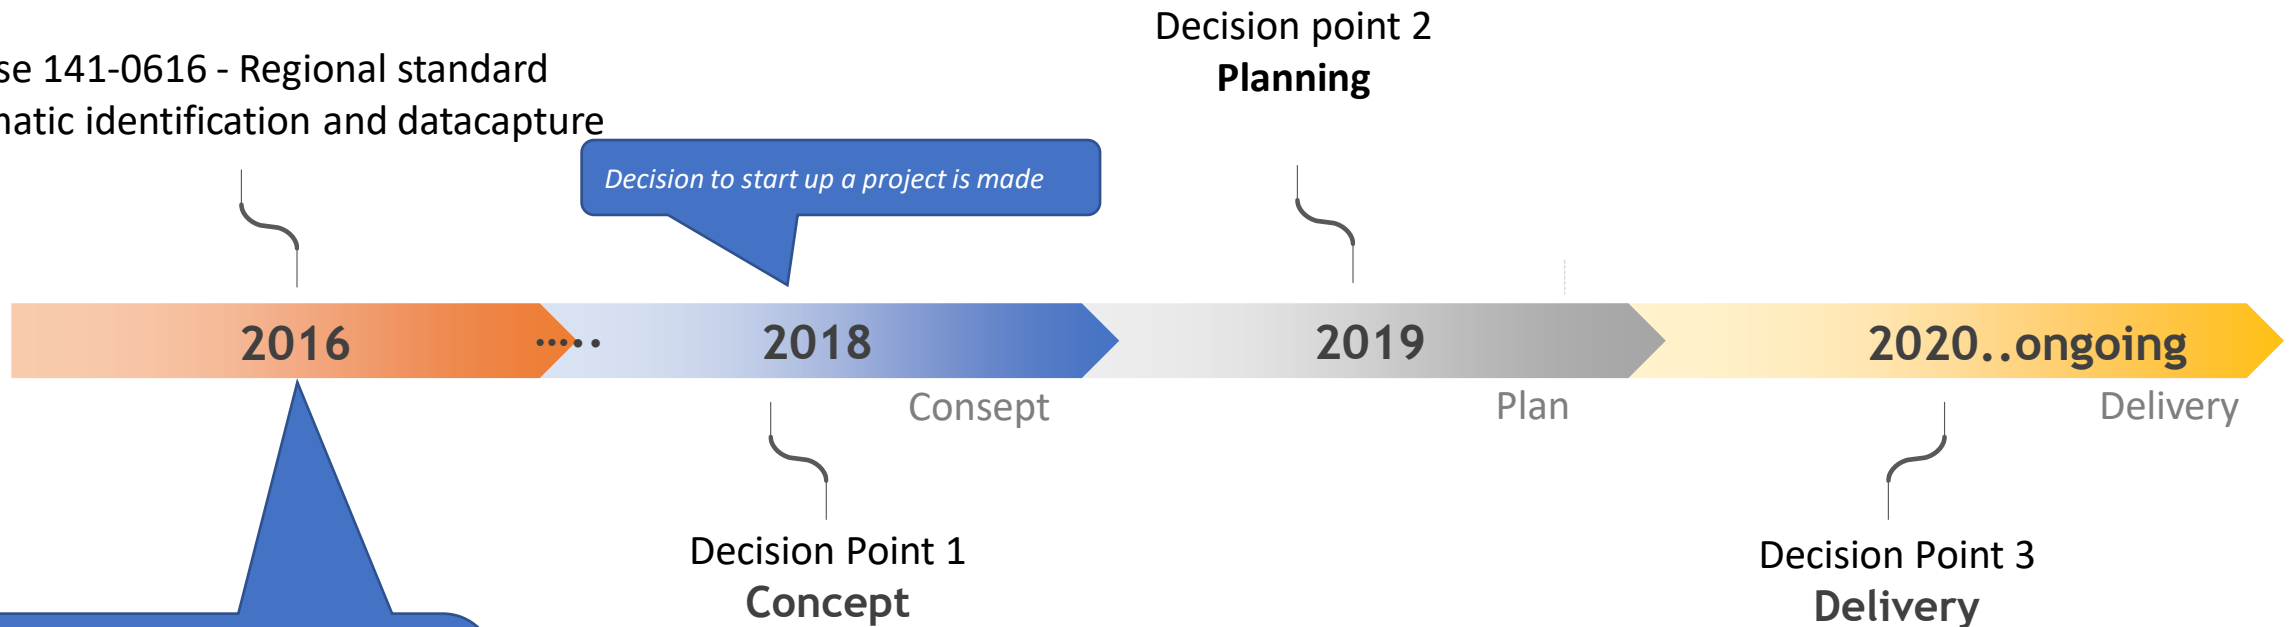 Decision point 2
Planning
se 141-0616 - Regional standard
matic identification and datacapture
Decision to start up a project is made
2016 ..... 2018 2019 2020..ongoing
Consept Plan Delivery
Decision Point 1
Concept
Decision Point 3
Delivery